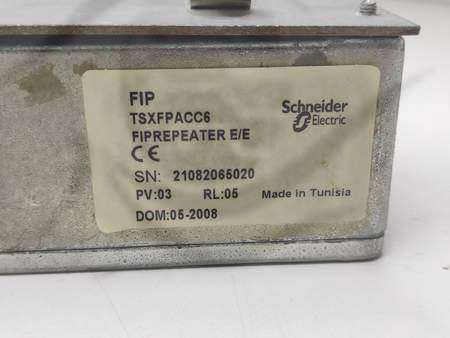 FIP
TSXFPACC6
FIPREPEATER E/E
CE
SN: 21082065020
PV:03 RL:05
DOM:05-2008
Schneider
Electric
Made in Tunisia